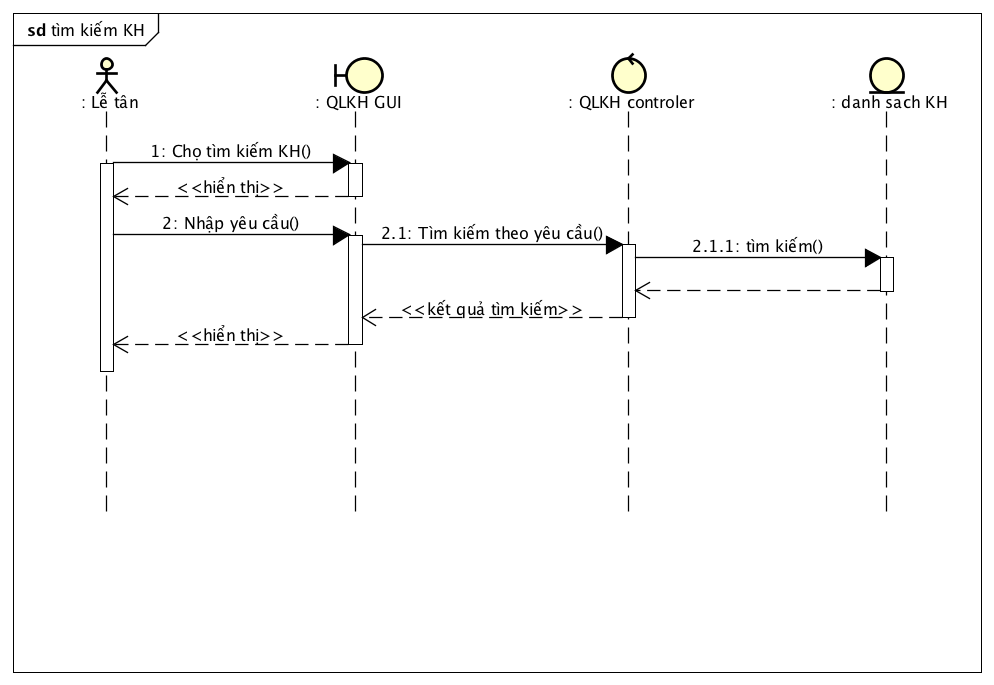 sd tìm kiếm KH
: Lễ tân
: QLKH GUI
: QLKH controler
: danh sach KH
1: Chọ tìm kiếm KH()
<<hiển thị>>
2: Nhập yêu cầu()
2.1: Tìm kiếm theo yêu cầu()
2.1.1: tìm kiếm()
<<kết quả tìm kiếm>>
<<hiển thị>>